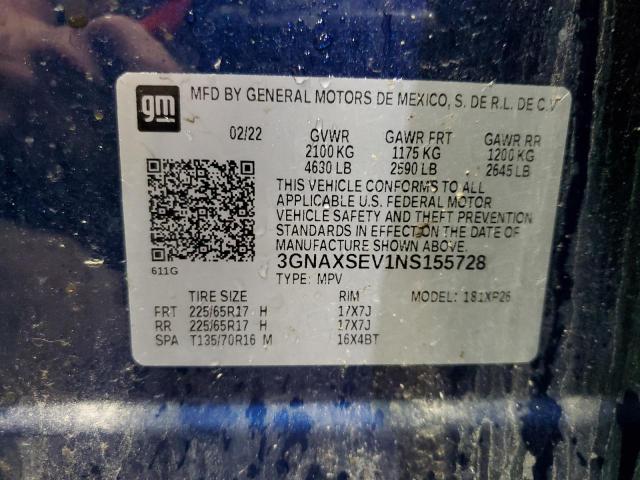 gm
MFD BY GENERAL MOTORS DE MEXICO, S. DE R.L. DE C.V
02/22 GVWR GAWR FRT GAWR RR
2100 KG 1175 KG 1200 KG
4630 LB 2590 LB 2645 LB
THIS VEHICLE CONFORMS TO ALL
APPLICABLE U.S. FEDERAL MOTOR
VEHICLE SAFETY AND THEFT PREVENTION
STANDARDS IN EFFECT ON THE DATE OF
MANUFACTURE SHOWN ABOVE.
611G 3GNAXSEV1NS155728
TYPE: MPV
TIRE SIZE RIM MODEL: 1S1XP26
FRT 225/65R17 H 17X7J
RR 225/65R17 H 17X7J
SPA T135/70R16 M 16X4BT